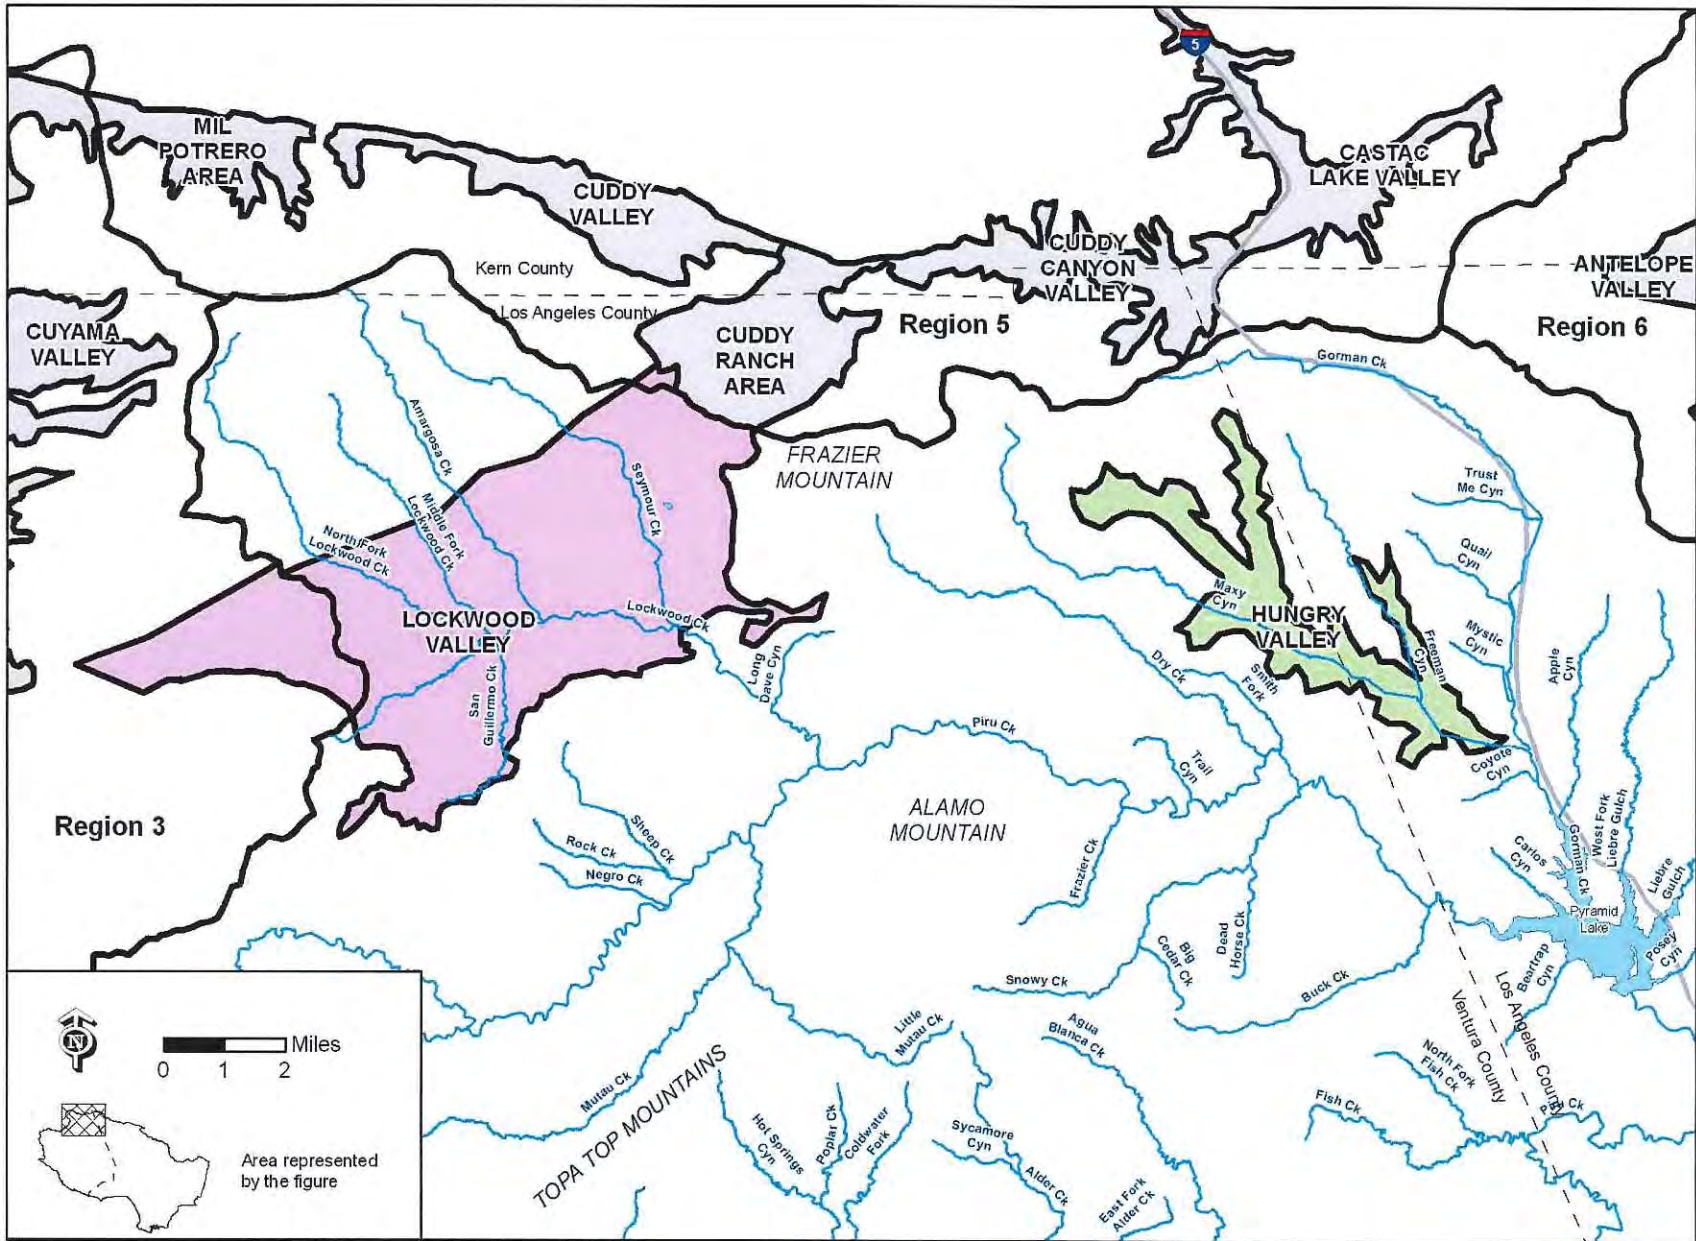 5
MIL
POTRERO
AREA
CUDDY
VALLEY
CASTAC
LAKE VALLEY
CUDDY
CANYON
VALLEY
ANTELOPE
VALLEY
Kern County
Los Angeles County
CUYAMA
VALLEY
CUDDY
RANCH
AREA
Region 5
Region 6
Gorman Ck
Amargosa Ck
FRAZIER
MOUNTAIN
Seymour Ck
Trust
Me Cyn
Middle Fork
Lockwood Ck
North Fork
Lockwood Ck
Quail
Cyn
Maxy
Cyn
LOCKWOOD
VALLEY
Lockwood Ck
HUNGRY
VALLEY
Mystic
Cyn
Freeman
Cyn
Apple
Cyn
Long
Dave Cyn
Dry Ck
Smith
Fork
San
Guillermo Ck
Piru Ck
Trail
Cyn
Coyote
Cyn
Region 3
ALAMO
MOUNTAIN
Sheep Ck
Rock Ck
Negro Ck
Frazier Ck
Carlos
Cyn
Gorman Ck
West Fork
Liebre Gulch
Liebre
Gulch
Pyramid
Lake
Posey
Cyn
Dead
Horse Ck
Big
Cedar Ck
Snowy Ck
Buck Ck
Beartrap
Cyn
Los Angeles County
Ventura County
Little
Mutau Ck
Agua
Blanca Ck
Mutau Ck
TOPA TOP MOUNTAINS
North Fork
Fish Ck
Fish Ck
Hot Springs
Cyn
Poplar Ck
Coldwater
Fork
Sycamore
Cyn
Alder Ck
East Fork
Alder Ck
N
Miles
0 1 2
Area represented
by the figure